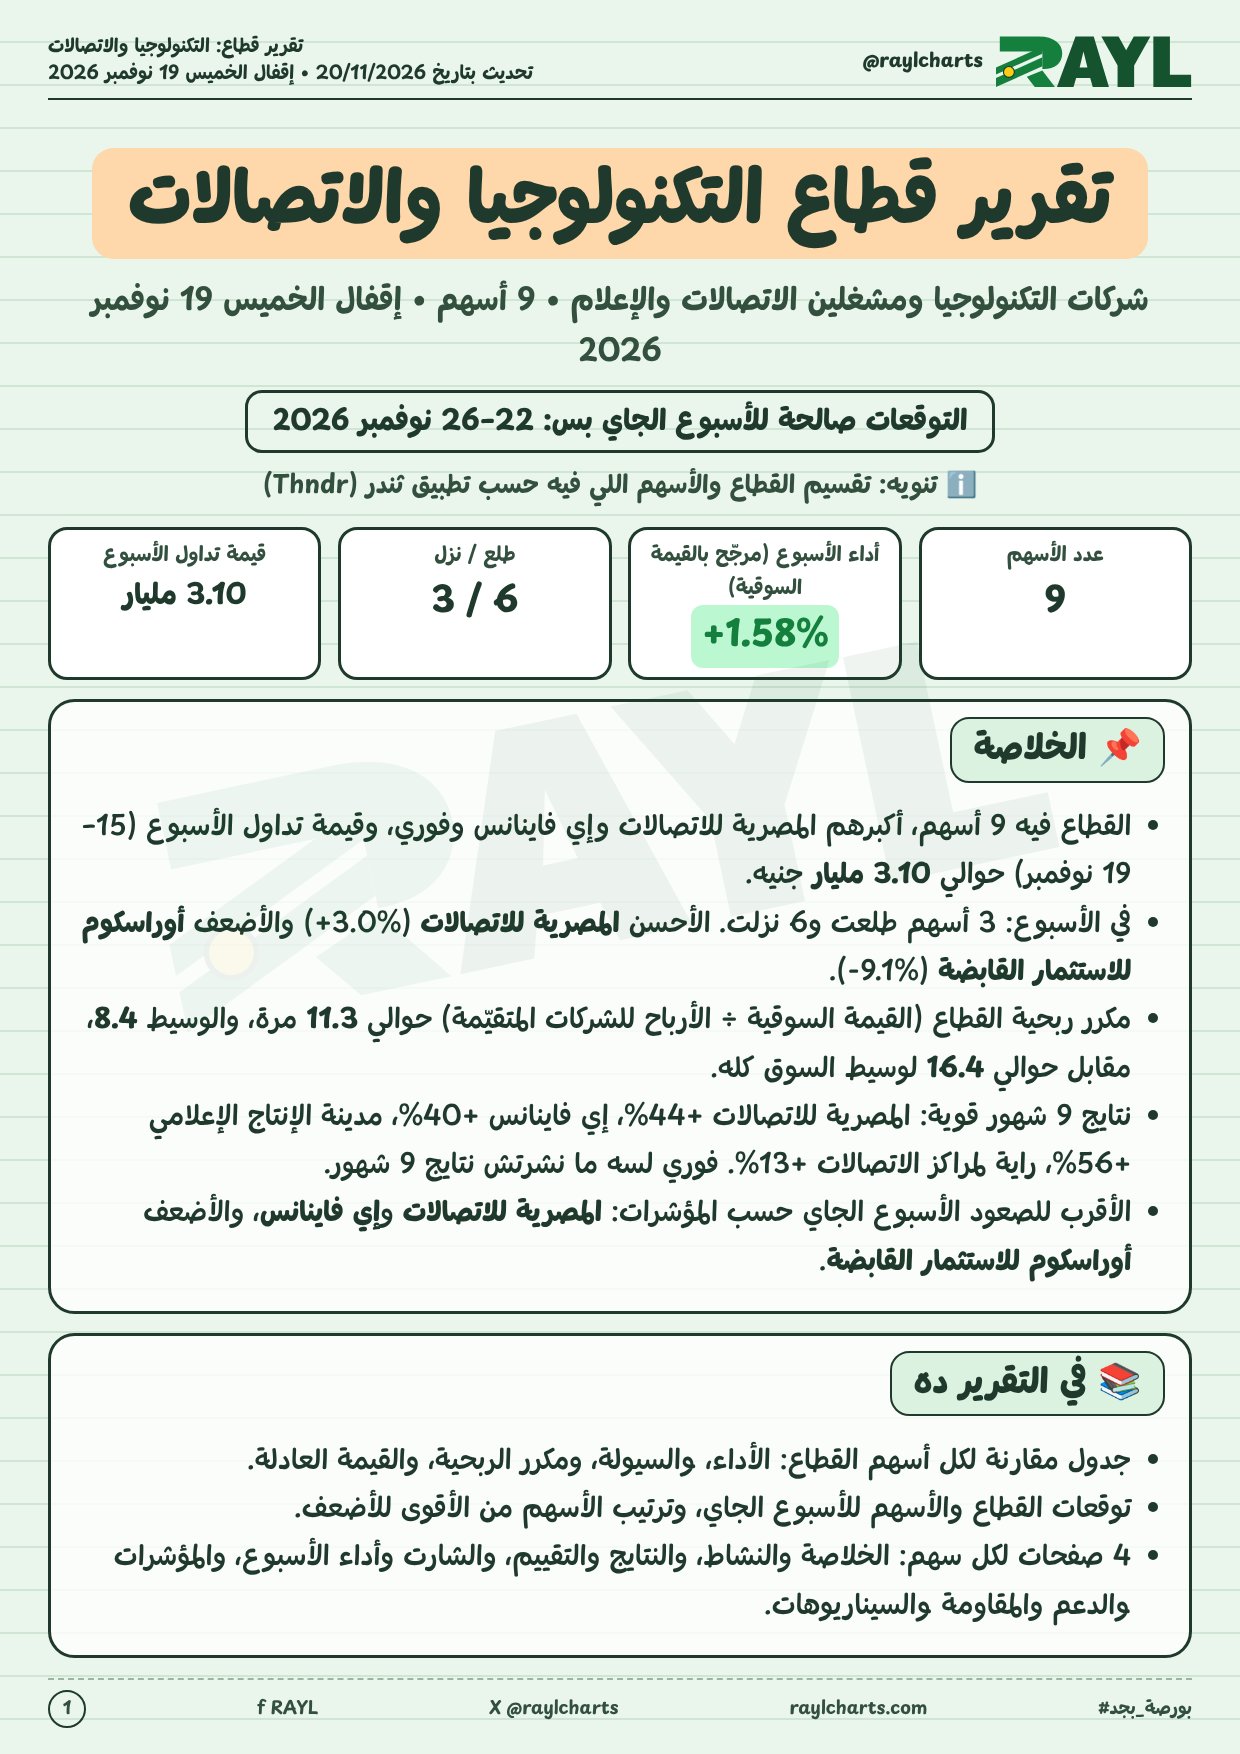 RAYL
@raylcharts
تقرير قطاع: التكنولوجيا والاتصالات
تحديث بتاريخ 20/11/2026 • إقفال الخميس 19 نوفمبر 2026
تقرير قطاع التكنولوجيا والاتصالات
شركات التكنولوجيا ومشغلين الاتصالات والإعلام • 9 أسهم • إقفال الخميس 19 نوفمبر
2026
التوقعات صالحة للأسبوع الجاي بس: 22–26 نوفمبر 2026
ℹ️ تنويه: تقسيم القطاع والأسهم اللي فيه حسب تطبيق ثندر (Thndr)
عدد الأسهم
9
أداء الأسبوع (مرجّح بالقيمة
السوقية)
+1.58%
طلع / نزل
3 / 6
قيمة تداول الأسبوع
3.10 مليار
RAYL
📌 الخلاصة
• القطاع فيه 9 أسهم، أكبرهم المصرية للاتصالات وإي فاينانس وفوري، وقيمة تداول الأسبوع (15–
19 نوفمبر) حوالي 3.10 مليار جنيه.
• في الأسبوع: 3 أسهم طلعت و6 نزلت. الأحسن المصرية للاتصالات (+3.0%) والأضعف أوراسكوم
للاستثمار القابضة (-9.1%).
• مكرر ربحية القطاع (القيمة السوقية ÷ الأرباح للشركات المتقيّمة) حوالي 11.3 مرة، والوسيط 8.4،
مقابل حوالي 16.4 لوسيط السوق كله.
• نتايج 9 شهور قوية: المصرية للاتصالات +44%، إي فاينانس +40%، مدينة الإنتاج الإعلامي
+56%، راية لمراكز الاتصالات +13%. فوري لسه ما نشرتش نتايج 9 شهور.
• الأقرب للصعود الأسبوع الجاي حسب المؤشرات: المصرية للاتصالات وإي فاينانس، والأضعف
أوراسكوم للاستثمار القابضة.
📚 في التقرير ده
• جدول مقارنة لكل أسهم القطاع: الأداء، والسيولة، ومكرر الربحية، والقيمة العادلة.
• توقعات القطاع والأسهم للأسبوع الجاي، وترتيب الأسهم من الأقوى للأضعف.
• 4 صفحات لكل سهم: الخلاصة والنشاط، والنتايج والتقييم، والشارت وأداء الأسبوع، والمؤشرات
والدعم والمقاومة والسيناريوهات.
#بورصة_بجد
raylcharts.com
X @raylcharts
f RAYL
1